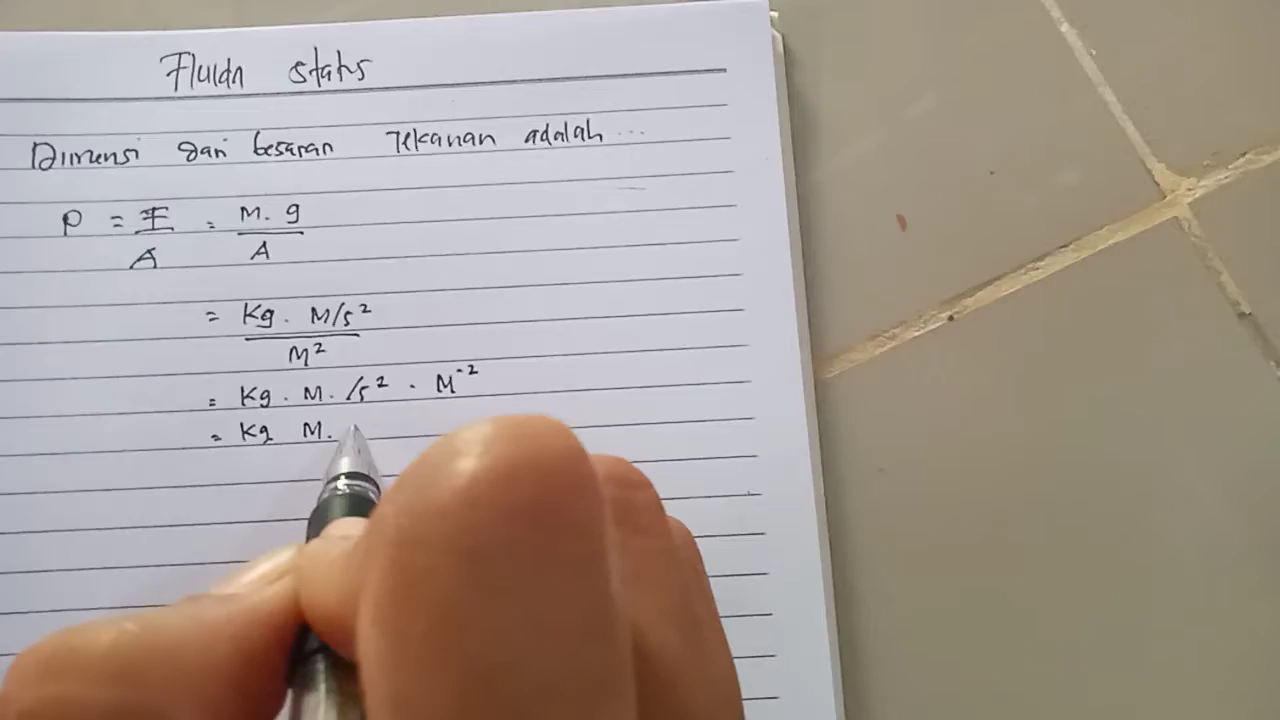 Fluida statis
Dimensi dari besaran Tekanan adalah ...
P = F/A = M. g/A
= Kg . M/s²/M²
= Kg . M. /s² . M⁻²
= Kg M.